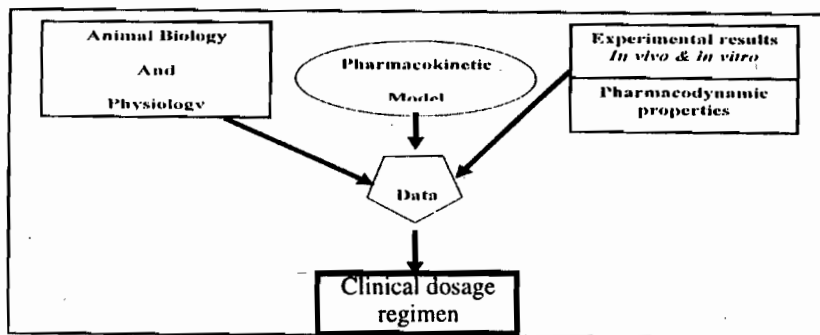 Animal Biology
And
Physiology
Pharmacokinetic
Model
Experimental results
In vivo & in vitro
Pharmacodynamic
properties
Data
Clinical dosage
regimen